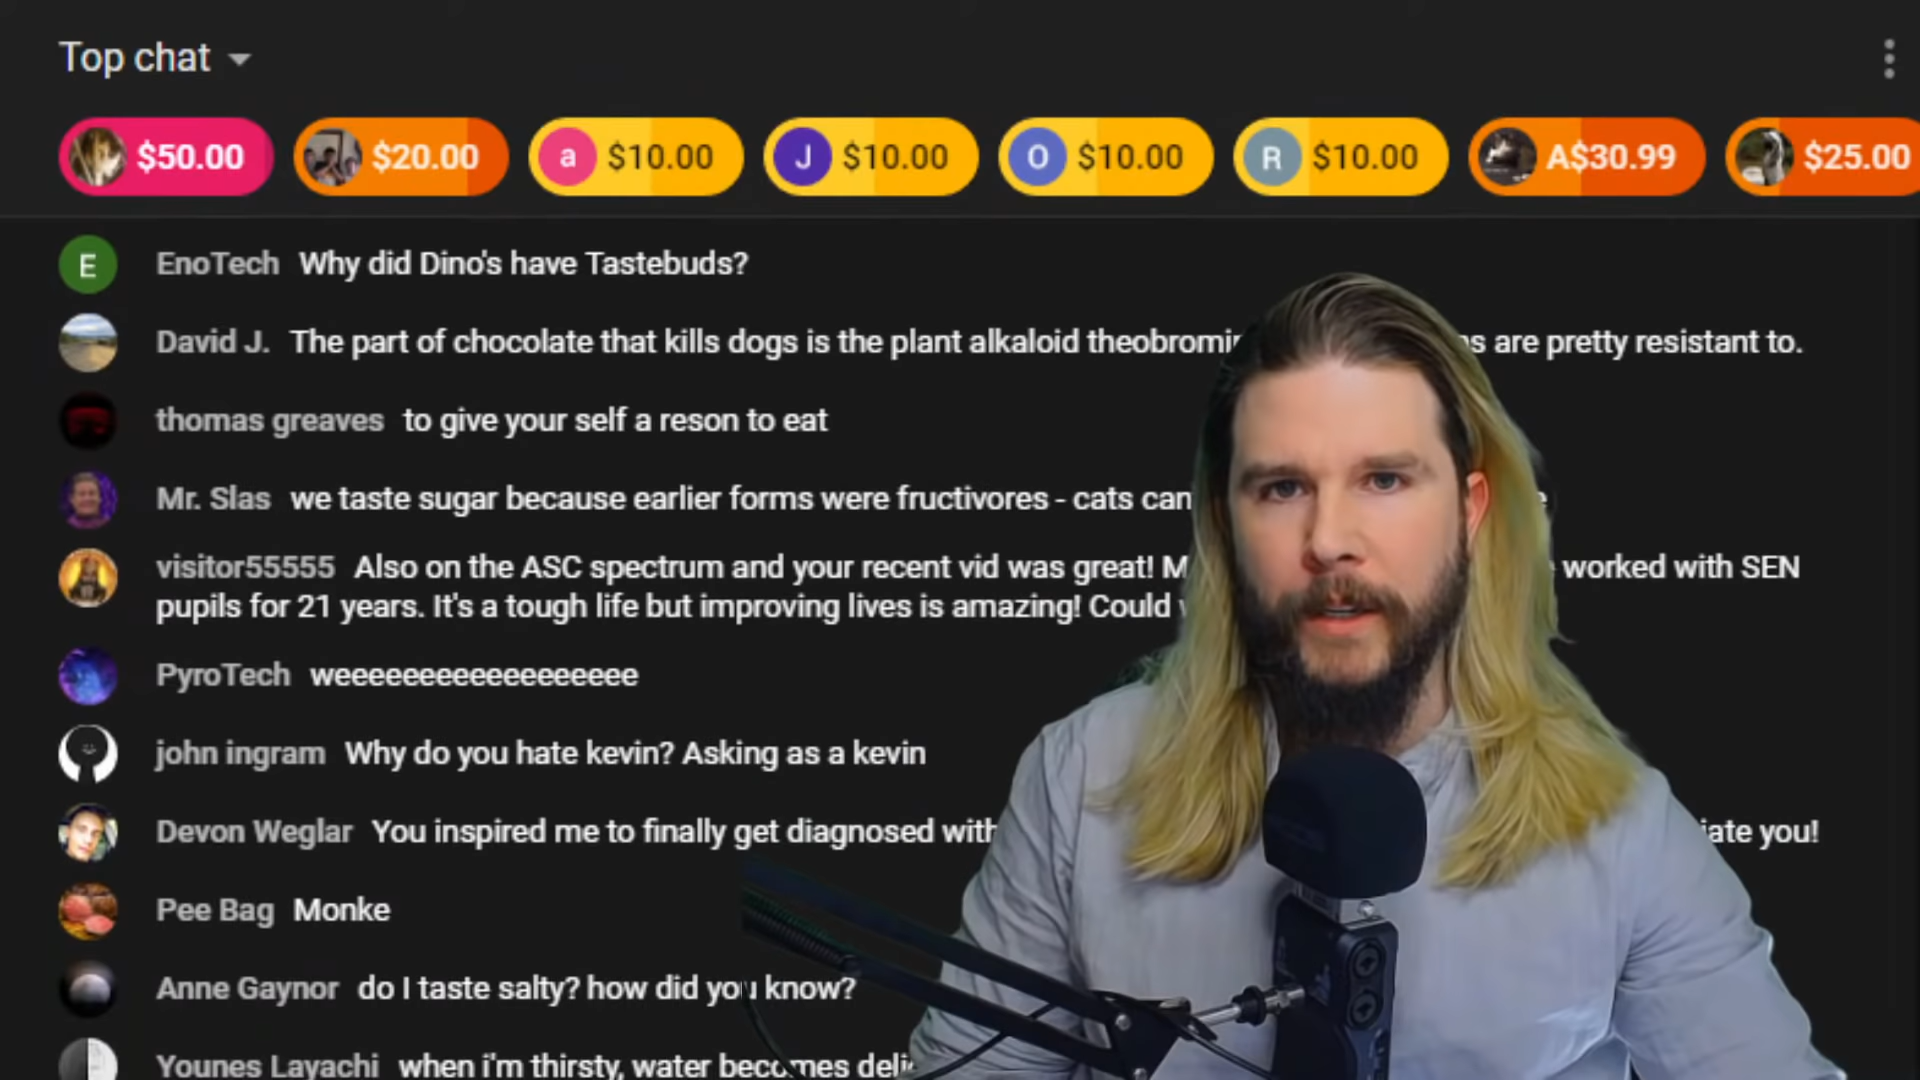 Top chat
$50.00 $20.00 a $10.00 J $10.00 O $10.00 R $10.00 A$30.99 $25.00
E EnoTech Why did Dino's have Tastebuds?
David J. The part of chocolate that kills dogs is the plant alkaloid are pretty resistant to.
thomas greaves to give your self a reson to eat
Mr. Slas we taste sugar because earlier forms were fructivores - cats
visitor55555 Also on the ASC spectrum and your recent vid was great! worked with SEN
pupils for 21 years. It's a tough life but improving lives is amazing! Could
PyroTech weeeeeeeeeeeeeeeeee
john ingram Why do you hate kevin? Asking as a kevin
Devon Weglar You inspired me to finally get diagnosed with you!
Pee Bag Monke
Anne Gaynor do I taste salty? how did you know?
Younes Layachi when i'm thirsty, water becomes